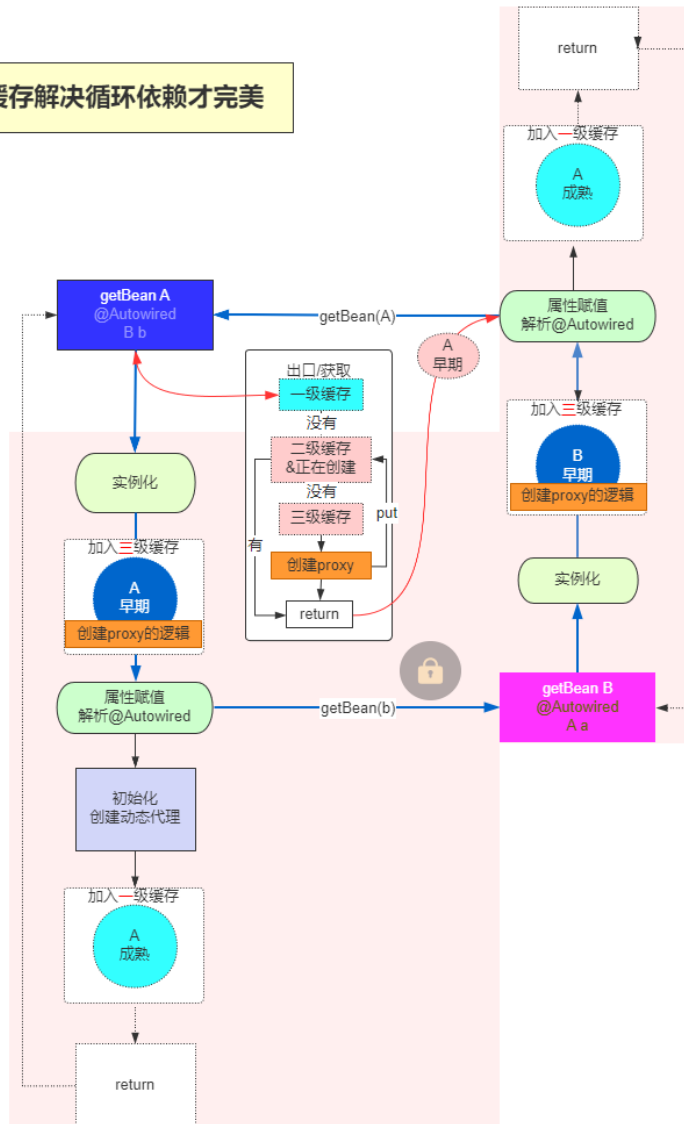 return
存解决循环依赖才完美
加入一级缓存
A
成熟
getBean A
@Autowired
B b
getBean(A)
属性赋值
解析@Autowired
A
早期
出口/获取
一级缓存
没有
二级缓存
&正在创建
没有
三级缓存
有
put
创建proxy
return
加入三级缓存
B
早期
创建proxy的逻辑
实例化
实例化
加入三级缓存
A
早期
创建proxy的逻辑
属性赋值
解析@Autowired
getBean(b)
getBean B
@Autowired
A a
初始化
创建动态代理
加入一级缓存
A
成熟
return